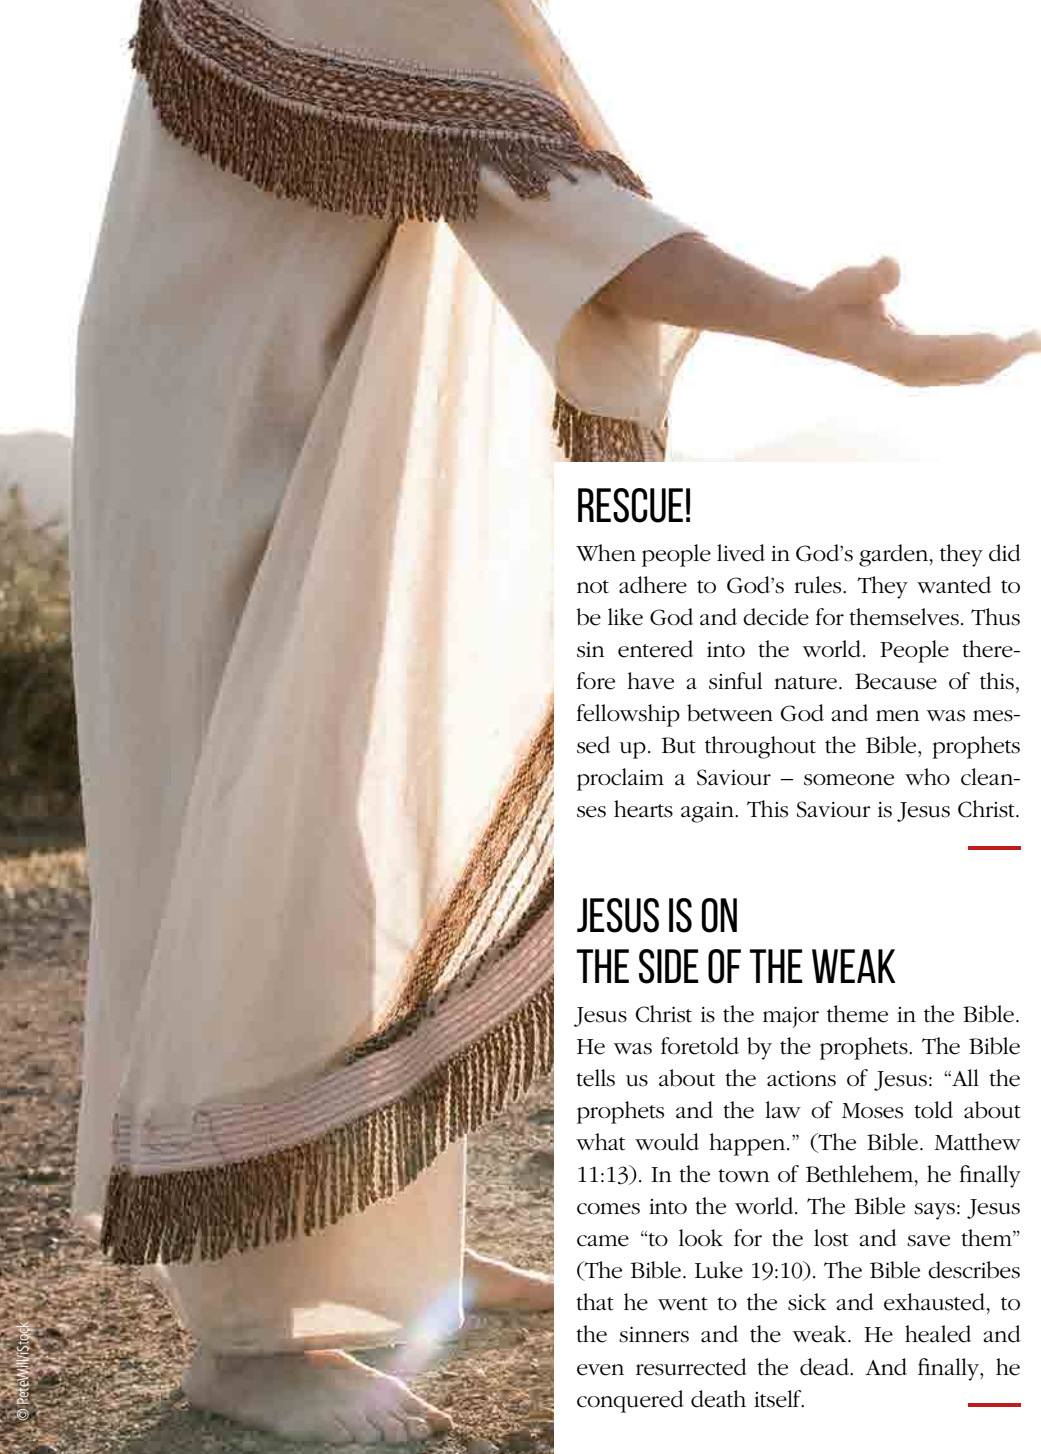 RESCUE!
When people lived in God's garden, they did
not adhere to God's rules. They wanted to
be like God and decide for themselves. Thus
sin entered into the world. People there-
fore have a sinful nature. Because of this,
fellowship between God and men was mes-
sed up. But throughout the Bible, prophets
proclaim a Saviour – someone who clean-
ses hearts again. This Saviour is Jesus Christ.
JESUS IS ON
THE SIDE OF THE WEAK
Jesus Christ is the major theme in the Bible.
He was foretold by the prophets. The Bible
tells us about the actions of Jesus: “All the
prophets and the law of Moses told about
what would happen.” (The Bible. Matthew
11:13). In the town of Bethlehem, he finally
comes into the world. The Bible says: Jesus
came “to look for the lost and save them”
(The Bible. Luke 19:10). The Bible describes
that he went to the sick and exhausted, to
the sinners and the weak. He healed and
even resurrected the dead. And finally, he
conquered death itself.
© PeteWill/iStock